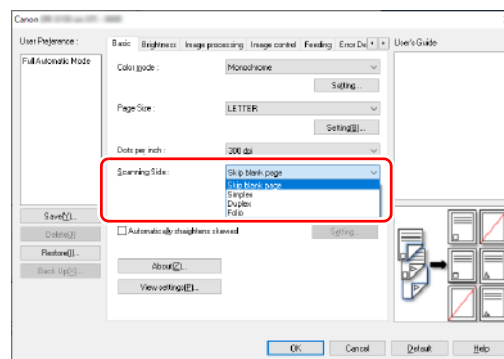 Canon
User Preference :
Full Automatic Mode
Save[Y]...
Delete[J]
Restore[L]...
Back Up[K]...
Basic Brightness Image processing Image control Feeding Error De
Color mode : Monochrome
Setting...
Page Size : LETTER
Setting[B]...
Dots per inch : 300 dpi
Scanning Side : Skip blank page
Skip blank page
Simplex
Duplex
Folio
Automatically straightens skewed
Setting...
About[Z]...
View settings[P]...
User's Guide
OK Cancel Default Help